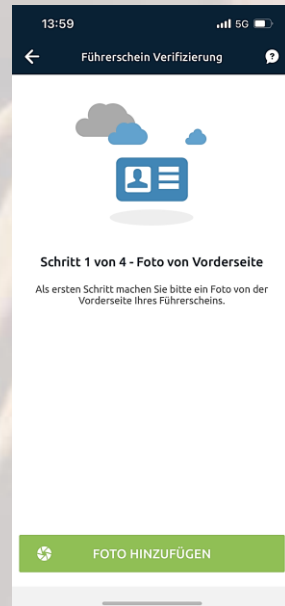 13:59
5G
Führerschein Verifizierung
?
Schritt 1 von 4 - Foto von Vorderseite
Als ersten Schritt machen Sie bitte ein Foto von der
Vorderseite Ihres Führerscheins.
FOTO HINZUFÜGEN